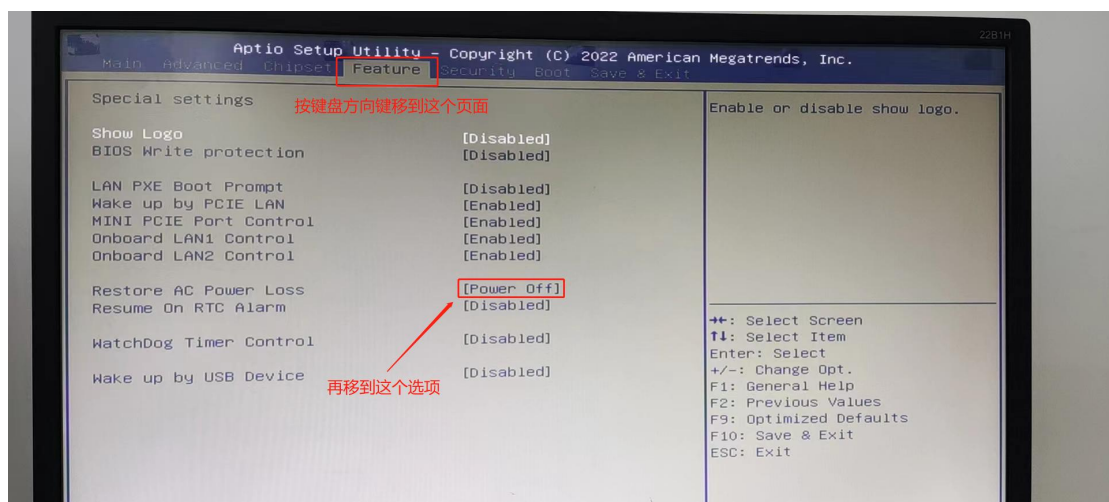 22B1H
Aptio Setup Utility – Copyright (C) 2022 American Megatrends, Inc.
Main Advanced Chipset Feature Security Boot Save & Exit
Special settings
按键盘方向键移到这个页面
Enable or disable show logo.
Show Logo [Disabled]
BIOS Write protection [Disabled]
LAN PXE Boot Prompt [Disabled]
Wake up by PCIE LAN [Enabled]
MINI PCIE Port Control [Enabled]
Onboard LAN1 Control [Enabled]
Onboard LAN2 Control [Enabled]
Restore AC Power Loss [Power Off]
Resume On RTC Alarm [Disabled]
WatchDog Timer Control [Disabled]
Wake up by USB Device [Disabled]
再移到这个选项
→←: Select Screen
↑↓: Select Item
Enter: Select
+/-: Change Opt.
F1: General Help
F2: Previous Values
F9: Optimized Defaults
F10: Save & Exit
ESC: Exit